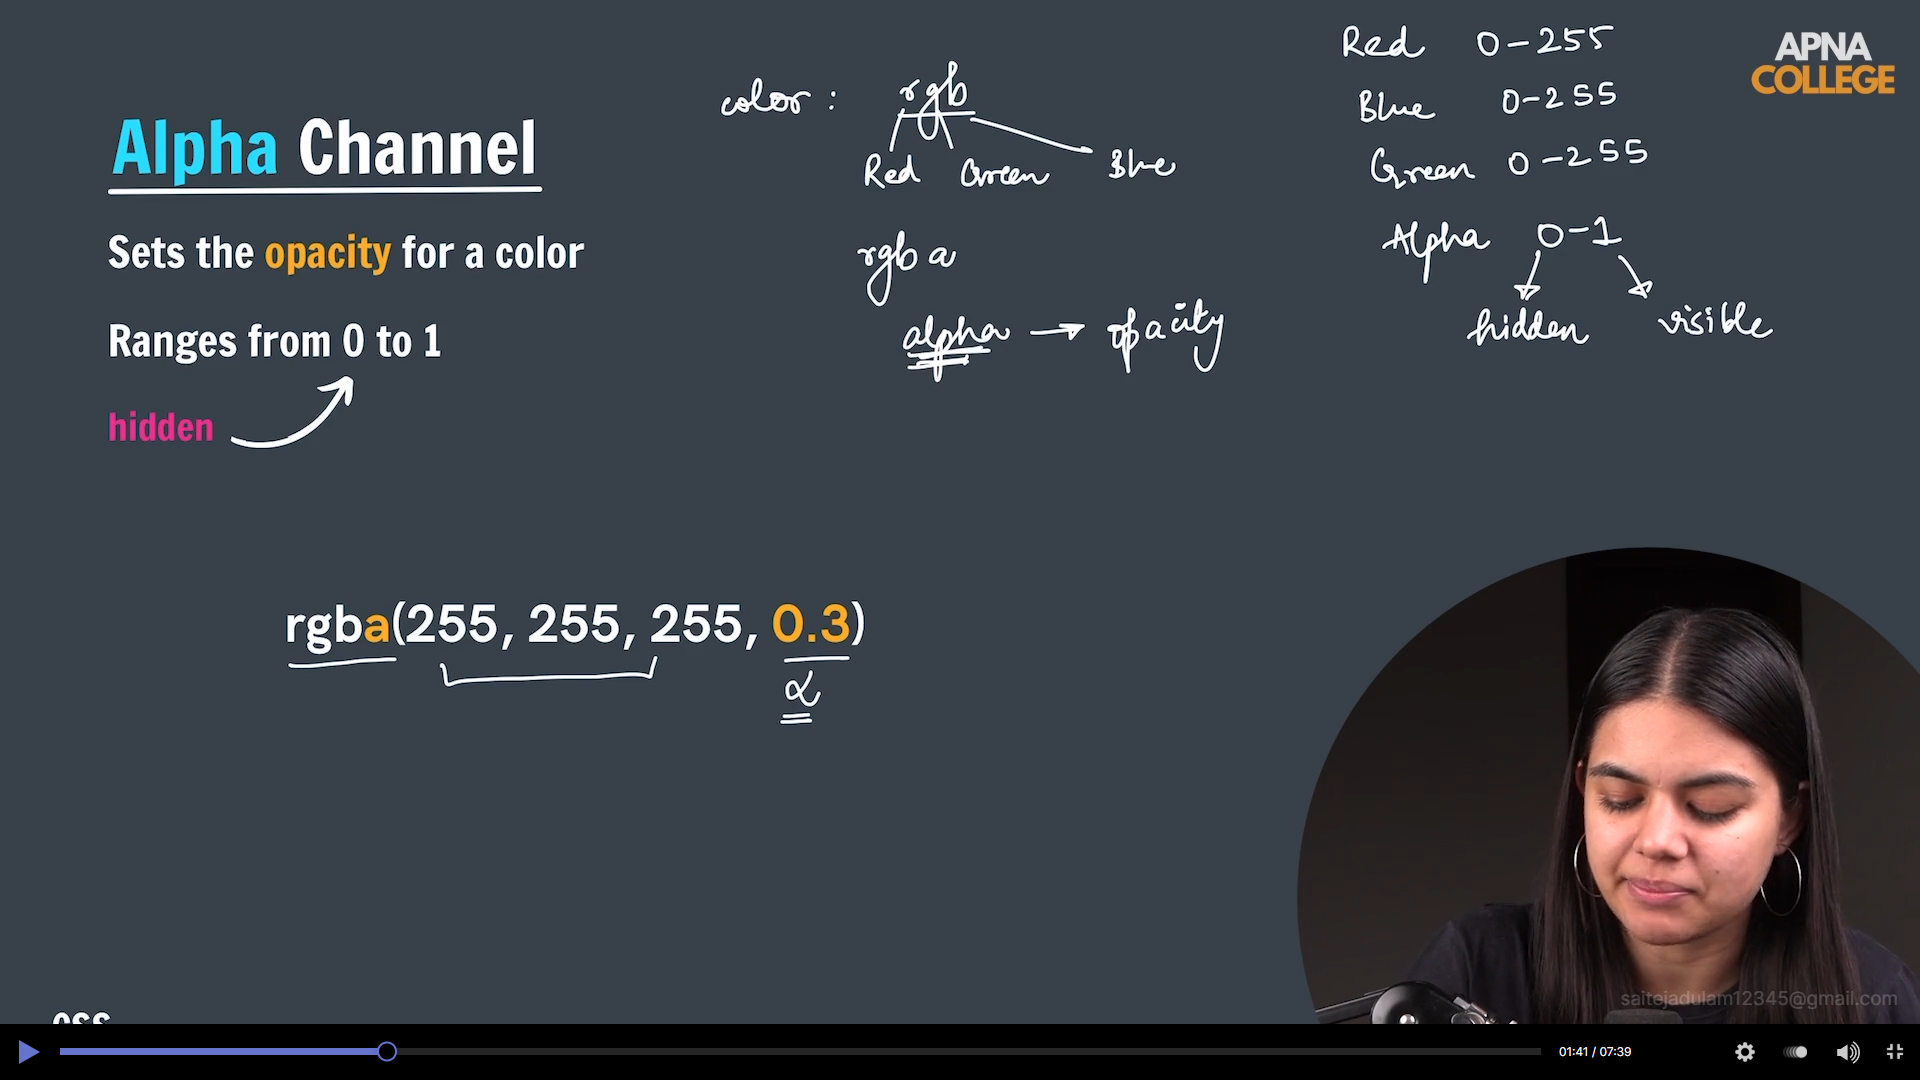 APNA
COLLEGE
Alpha Channel
Sets the opacity for a color
Ranges from 0 to 1
hidden
color : rgb
Red Green Blue
rgba
alpha → opacity
Red 0-255
Blue 0-255
Green 0-255
Alpha 0-1
hidden visible
rgba(255, 255, 255, 0.3)
α
saitejadulam12345@gmail.com
css
01:41 / 07:39